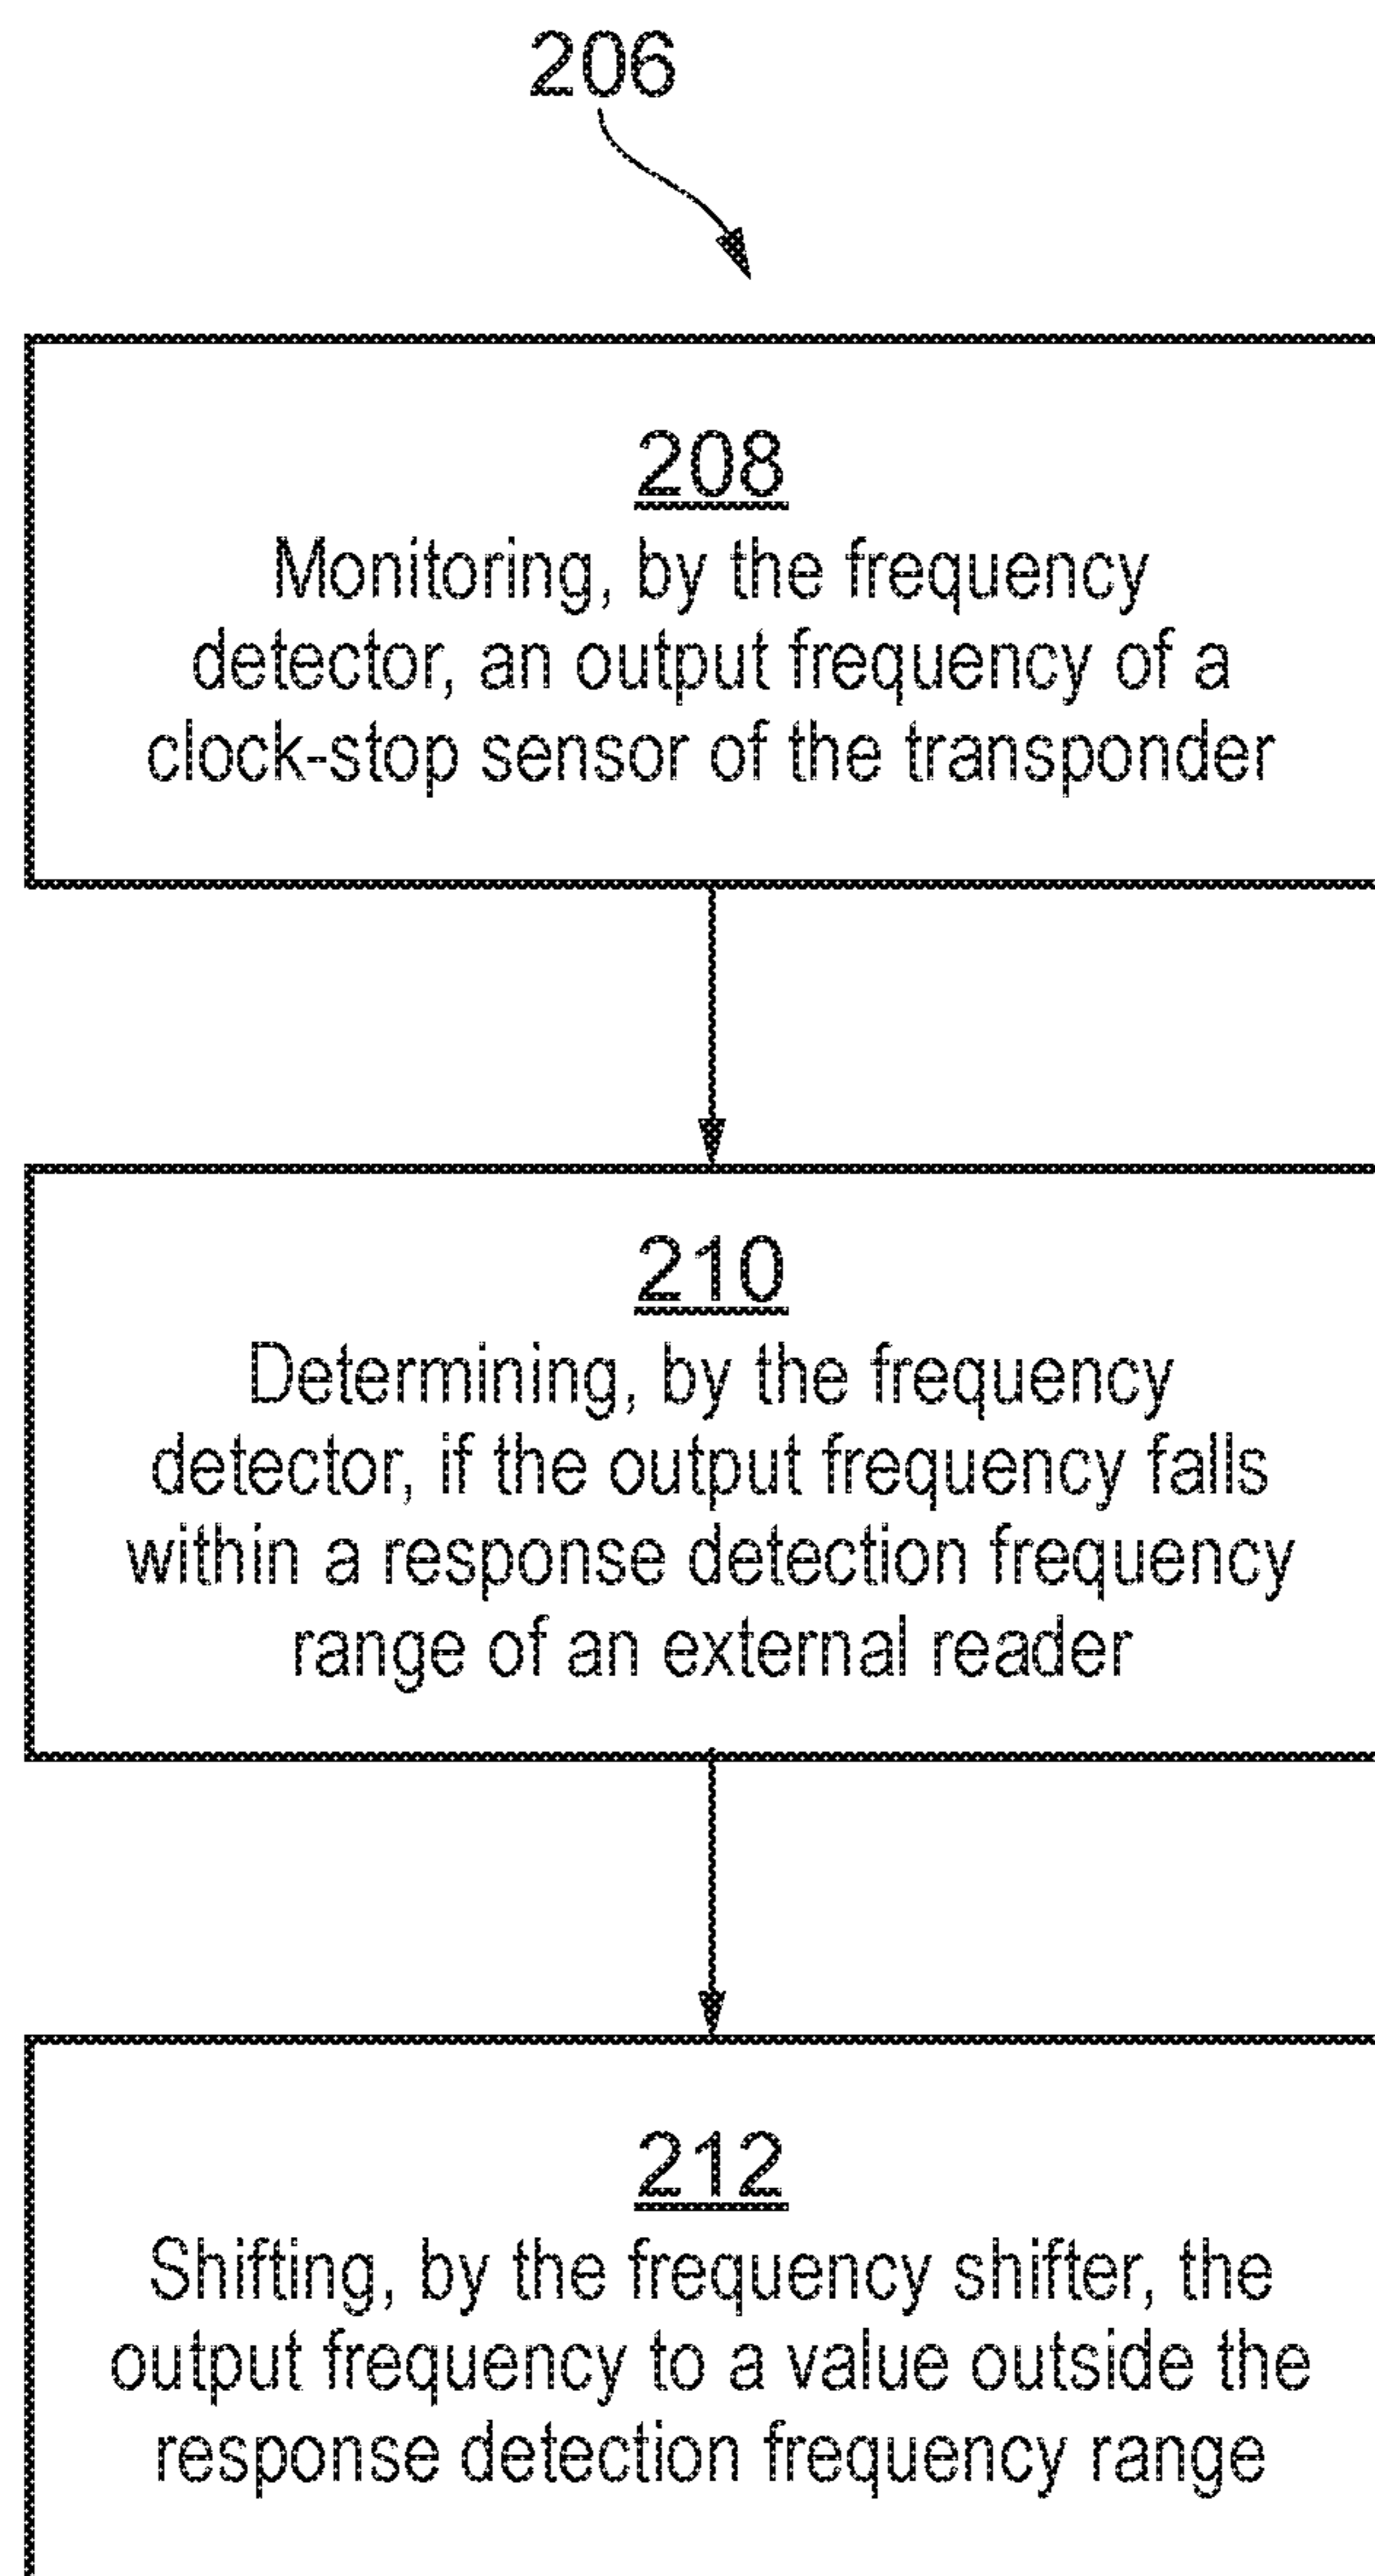 206
208
Monitoring, by the frequency
detector, an output frequency of a
clock-stop sensor of the transponder
210
Determining, by the frequency
detector, if the output frequency falls
within a response detection frequency
range of an external reader
212
Shifting, by the frequency shifter, the
output frequency to a value outside the
response detection frequency range